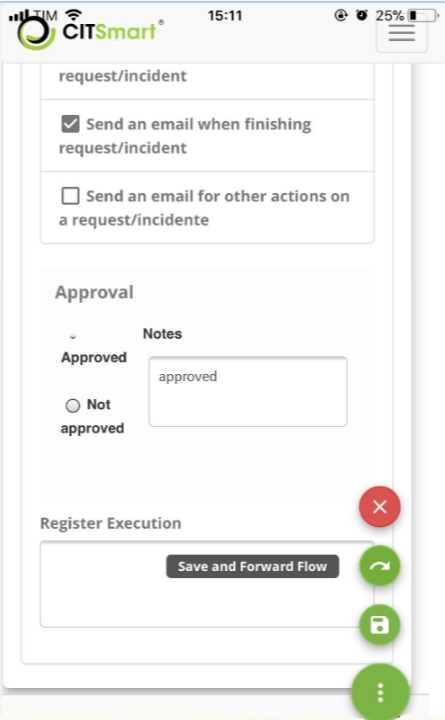 TIM 15:11 25%
CITSmart®
request/incident
Send an email when finishing
request/incident
Send an email for other actions on
a request/incidente
Approval
Notes
Approved
approved
Not
approved
Register Execution
Save and Forward Flow